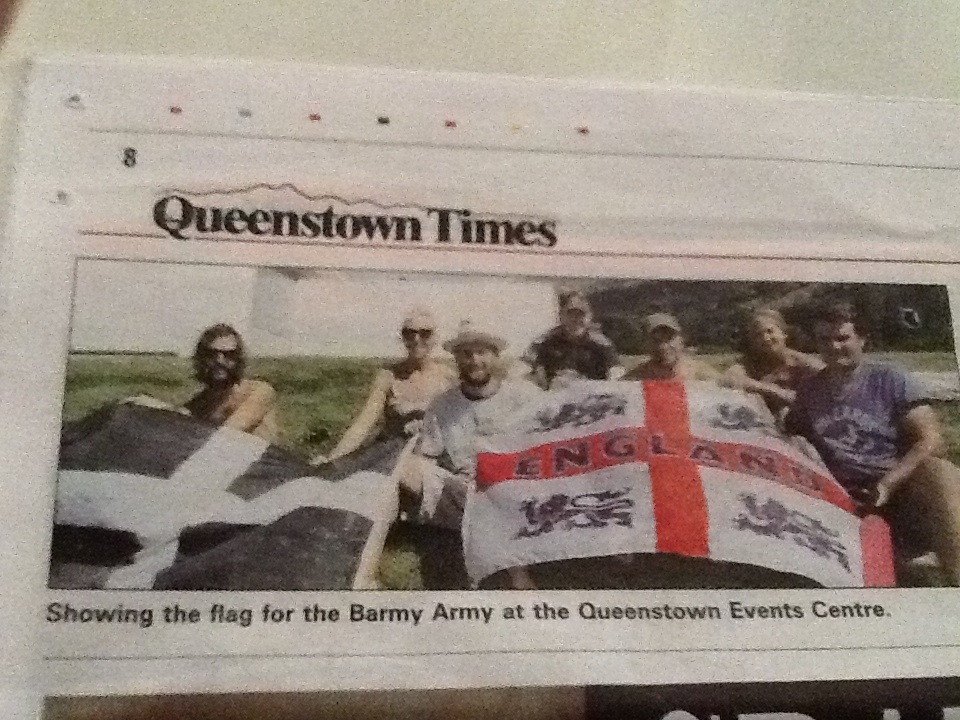 8
Queenstown Times
ENGLAND
Showing the flag for the Barmy Army at the Queenstown Events Centre.